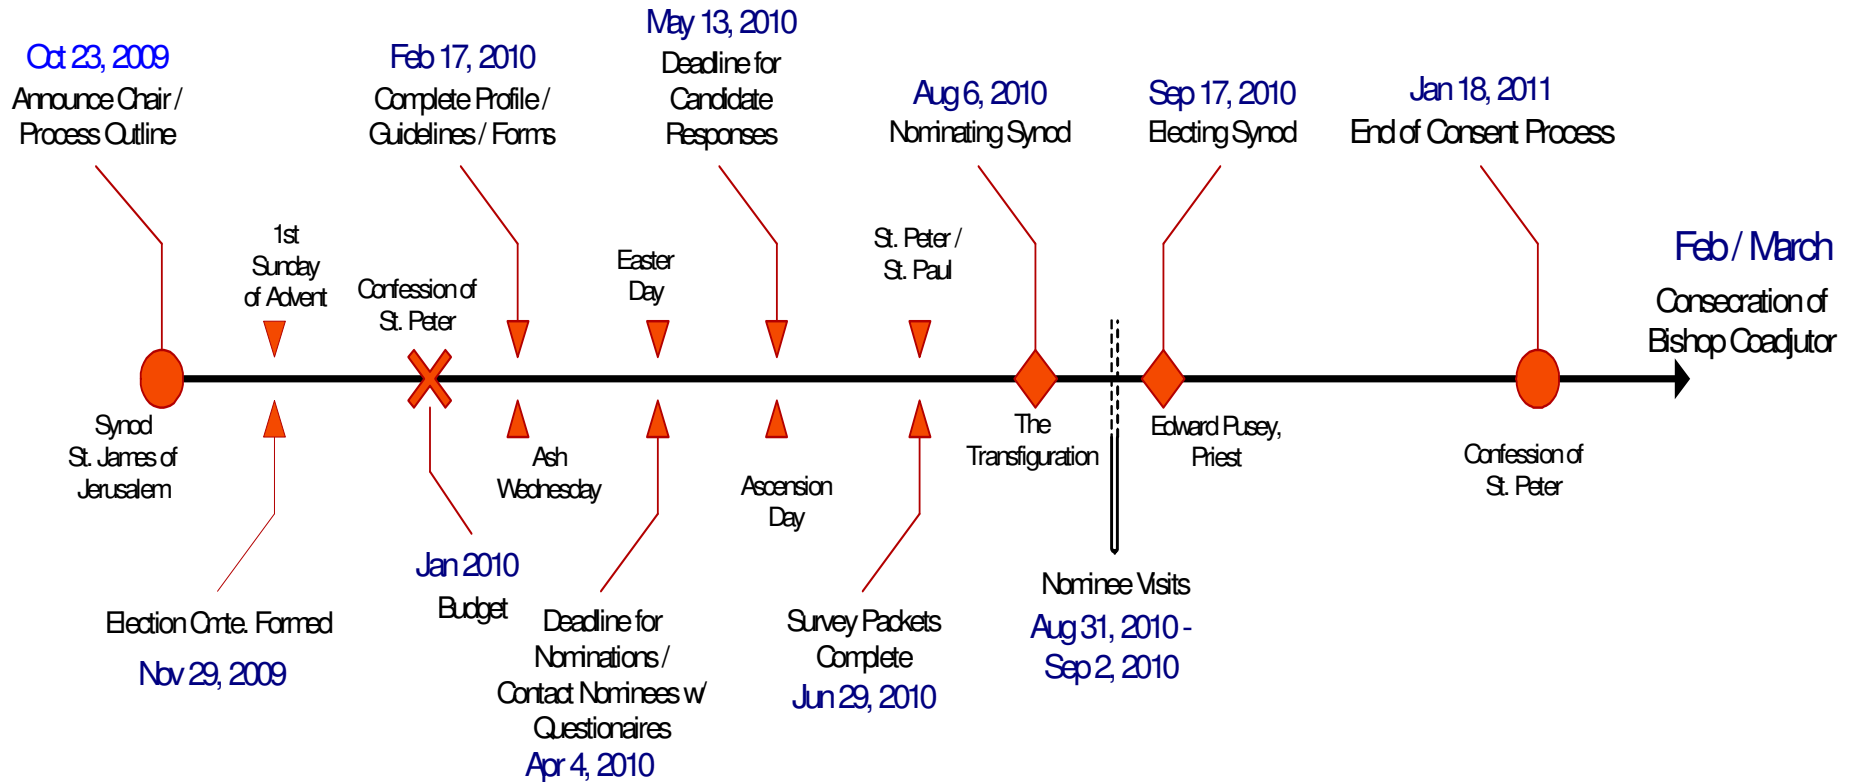 Oct 23, 2009
Announce Chair /
Process Outline
Feb 17, 2010
Complete Profile /
Guidelines / Forms
May 13, 2010
Deadline for
Candidate
Responses
Aug 6, 2010
Nominating Synod
Sep 17, 2010
Electing Synod
Jan 18, 2011
End of Consent Process
1st
Sunday
of Advent
Confession of
St. Peter
Easter
Day
St. Peter /
St. Paul
Feb / March
Consecration of
Bishop Coadjutor
Synod
St. James of
Jerusalem
Ash
Wednesday
Ascension
Day
The
Transfiguration
Edward Pusey,
Priest
Confession of
St. Peter
Election Cmte. Formed
Nov 29, 2009
Jan 2010
Budget
Deadline for
Nominations /
Contact Nominees w/
Questionaires
Apr 4, 2010
Survey Packets
Complete
Jun 29, 2010
Nominee Visits
Aug 31, 2010 -
Sep 2, 2010